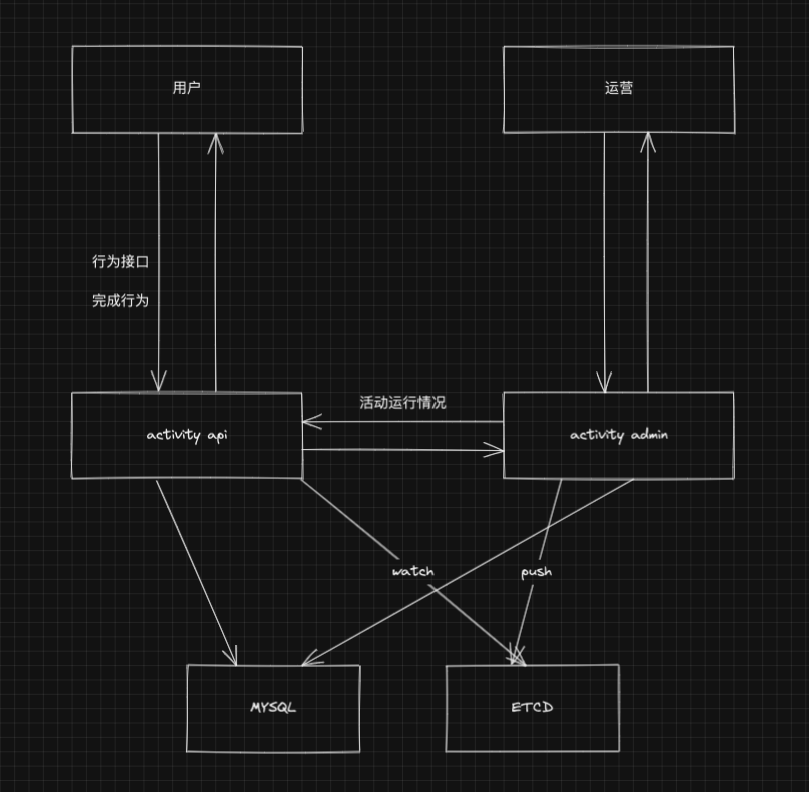 用户
运营
行为接口
完成行为
活动运行情况
activity api
activity admin
watch
push
MYSQL
ETCD